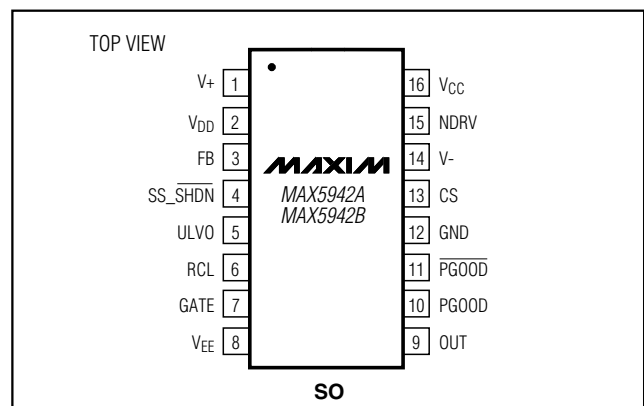 TOP VIEW
V+ 1
VDD 2
FB 3
SS_SHDN 4
ULVO 5
RCL 6
GATE 7
VEE 8
MAXIM
MAX5942A
MAX5942B
16 VCC
15 NDRV
14 V-
13 CS
12 GND
11 PGOOD
10 PGOOD
9 OUT
SO